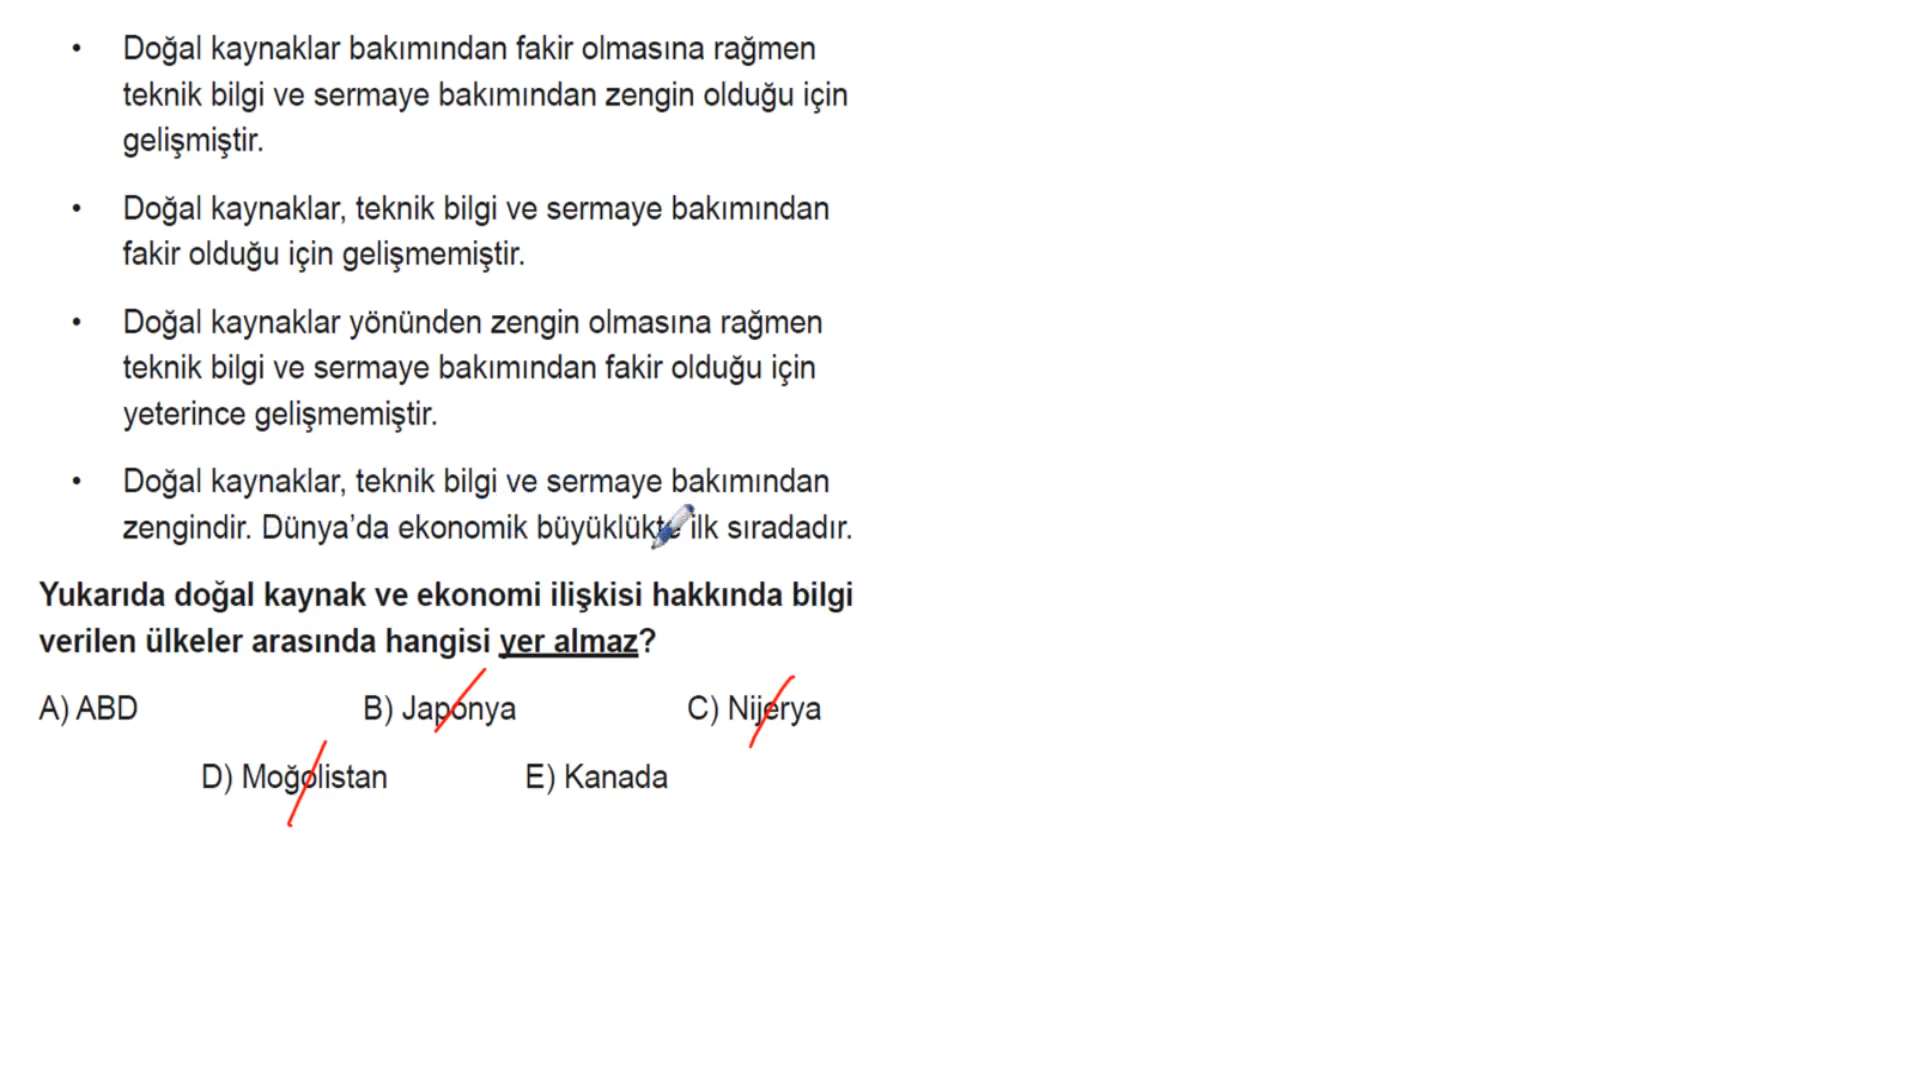 • Doğal kaynaklar bakımından fakir olmasına rağmen
teknik bilgi ve sermaye bakımından zengin olduğu için
gelişmiştir.
• Doğal kaynaklar, teknik bilgi ve sermaye bakımından
fakir olduğu için gelişmemiştir.
• Doğal kaynaklar yönünden zengin olmasına rağmen
teknik bilgi ve sermaye bakımından fakir olduğu için
yeterince gelişmemiştir.
• Doğal kaynaklar, teknik bilgi ve sermaye bakımından
zengindir. Dünya’da ekonomik büyüklükte ilk sıradadır.
Yukarıda doğal kaynak ve ekonomi ilişkisi hakkında bilgi
verilen ülkeler arasında hangisi yer almaz?
A) ABD B) Japonya C) Nijerya
D) Moğolistan E) Kanada